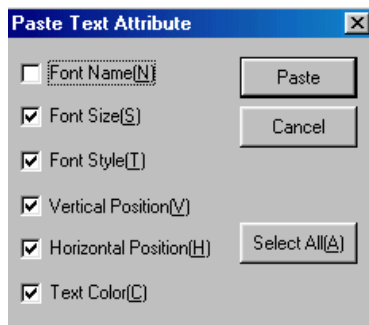 Paste Text Attribute
Font Name(N)
Paste
Font Size(S)
Cancel
Font Style(T)
Vertical Position(V)
Horizontal Position(H)
Select All(A)
Text Color(C)